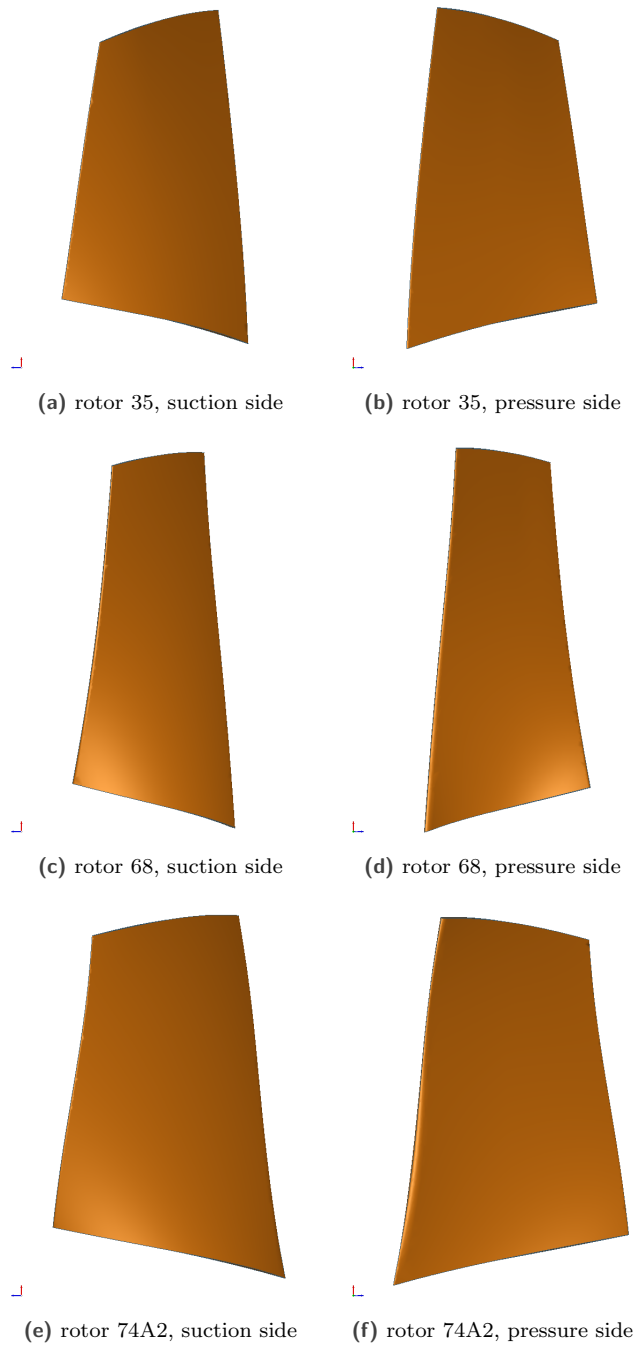 (a) rotor 35, suction side
(b) rotor 35, pressure side
(c) rotor 68, suction side
(d) rotor 68, pressure side
(e) rotor 74A2, suction side
(f) rotor 74A2, pressure side